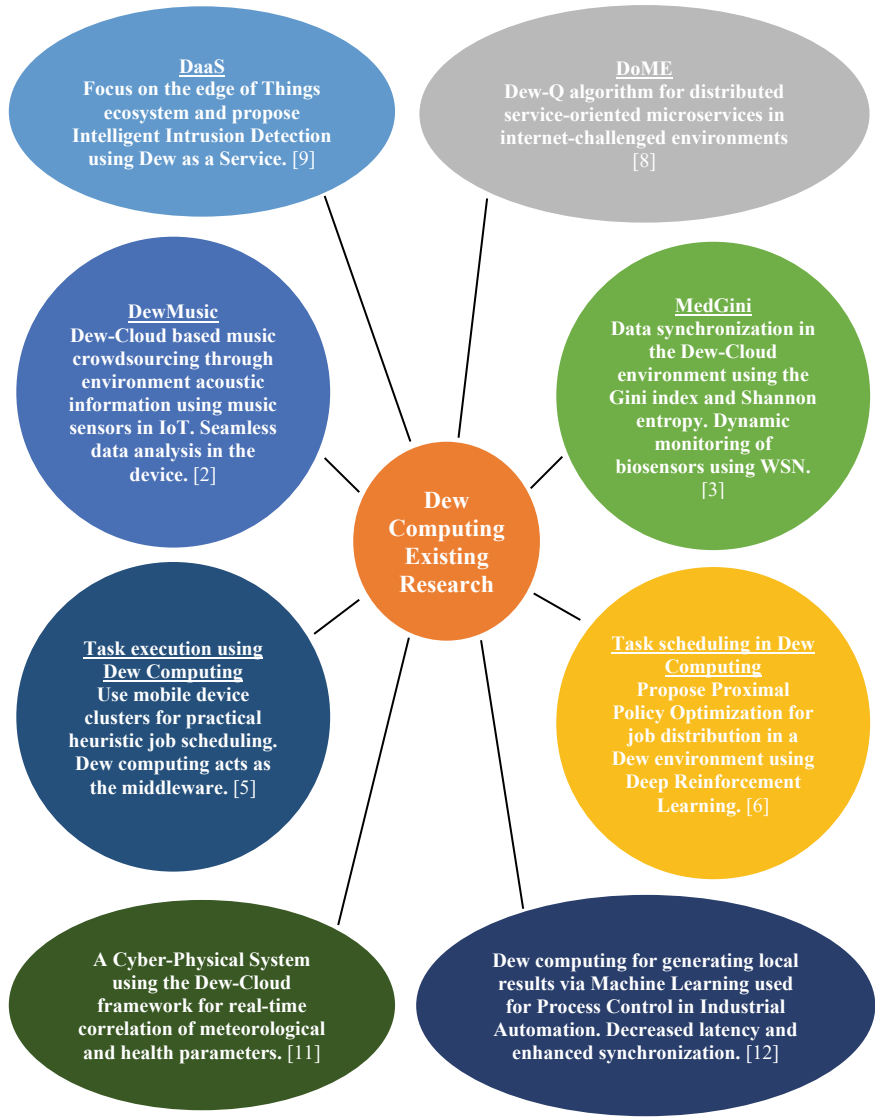 DaaS
Focus on the edge of Things
ecosystem and propose
Intelligent Intrusion Detection
using Dew as a Service. [9]
DoME
Dew-Q algorithm for distributed
service-oriented microservices in
internet-challenged environments
[8]
DewMusic
Dew-Cloud based music
crowdsourcing through
environment acoustic
information using music
sensors in IoT. Seamless
data analysis in the
device. [2]
MedGini
Data synchronization in
the Dew-Cloud
environment using the
Gini index and Shannon
entropy. Dynamic
monitoring of
biosensors using WSN.
[3]
Dew
Computing
Existing
Research
Task execution using
Dew Computing
Use mobile device
clusters for practical
heuristic job scheduling.
Dew computing acts as
the middleware. [5]
Task scheduling in Dew
Computing
Propose Proximal
Policy Optimization for
job distribution in a
Dew environment using
Deep Reinforcement
Learning. [6]
A Cyber-Physical System
using the Dew-Cloud
framework for real-time
correlation of meteorological
and health parameters. [11]
Dew computing for generating local
results via Machine Learning used
for Process Control in Industrial
Automation. Decreased latency and
enhanced synchronization. [12]